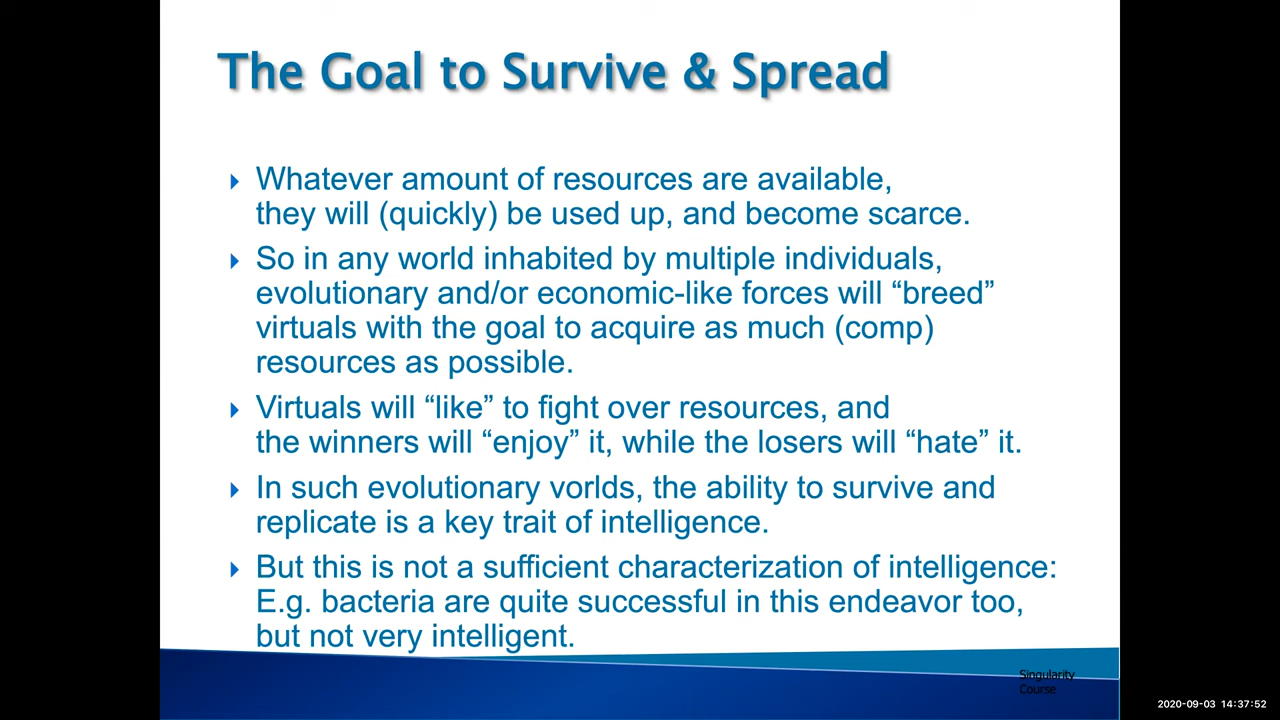 The Goal to Survive & Spread
Whatever amount of resources are available,
they will (quickly) be used up, and become scarce.
So in any world inhabited by multiple individuals,
evolutionary and/or economic-like forces will “breed”
virtuals with the goal to acquire as much (comp)
resources as possible.
Virtuals will “like” to fight over resources, and
the winners will “enjoy” it, while the losers will “hate” it.
In such evolutionary vorlds, the ability to survive and
replicate is a key trait of intelligence.
But this is not a sufficient characterization of intelligence:
E.g. bacteria are quite successful in this endeavor too,
but not very intelligent.
Singularity
Course
2020-09-03 14:37:52